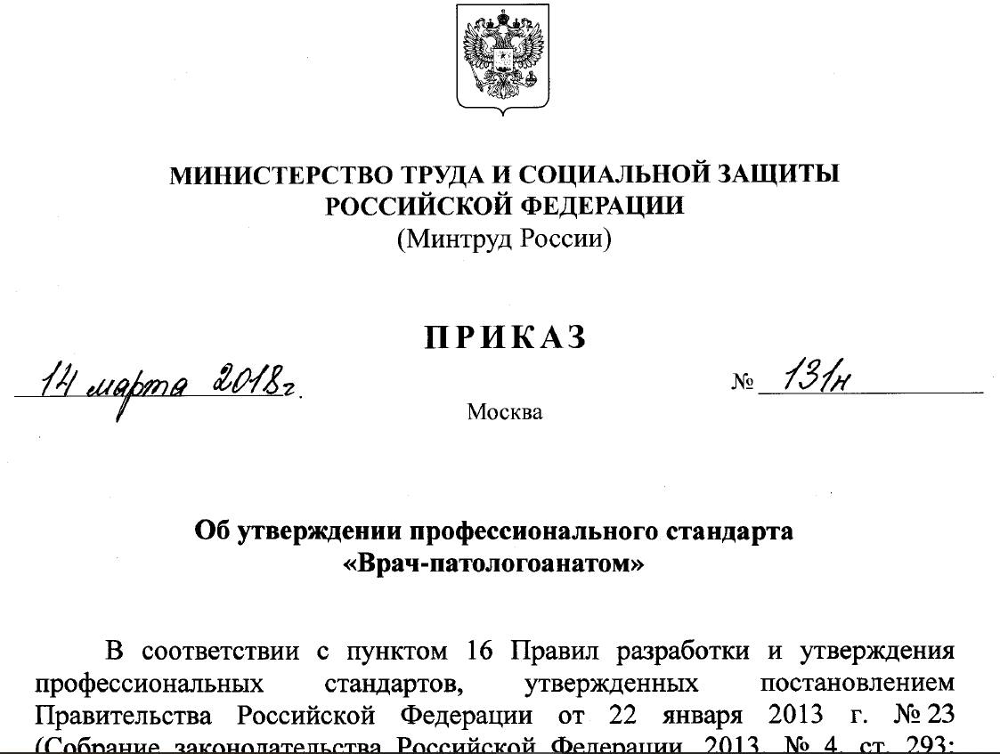 МИНИСТЕРСТВО ТРУДА И СОЦИАЛЬНОЙ ЗАЩИТЫ
РОССИЙСКОЙ ФЕДЕРАЦИИ
(Минтруд России)
ПРИКАЗ
14 марта 2018г. № 131н
Москва
Об утверждении профессионального стандарта
«Врач-патологоанатом»
В соответствии с пунктом 16 Правил разработки и утверждения
профессиональных стандартов, утвержденных постановлением
Правительства Российской Федерации от 22 января 2013 г. № 23
(Собрание законодательства Российской Федерации, 2013, № 4, ст. 293;